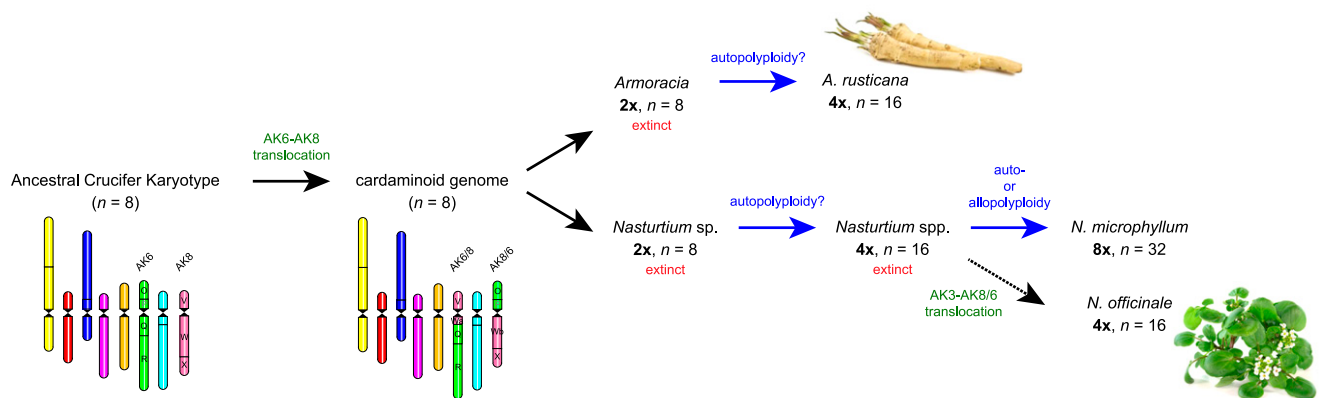 Ancestral Crucifer Karyotype
(n = 8)
AK6
AK8
O
Q
R
V
W
X
AK6-AK8
translocation
cardaminoid genome
(n = 8)
AK6/8
AK8/6
V
Wa
Q
R
O
Wb
X
Armoracia
2x, n = 8
extinct
autopolyploidy?
A. rusticana
4x, n = 16
Nasturtium sp.
2x, n = 8
extinct
autopolyploidy?
Nasturtium spp.
4x, n = 16
extinct
auto-
or
allopolyploidy
N. microphyllum
8x, n = 32
AK3-AK8/6
translocation
N. officinale
4x, n = 16